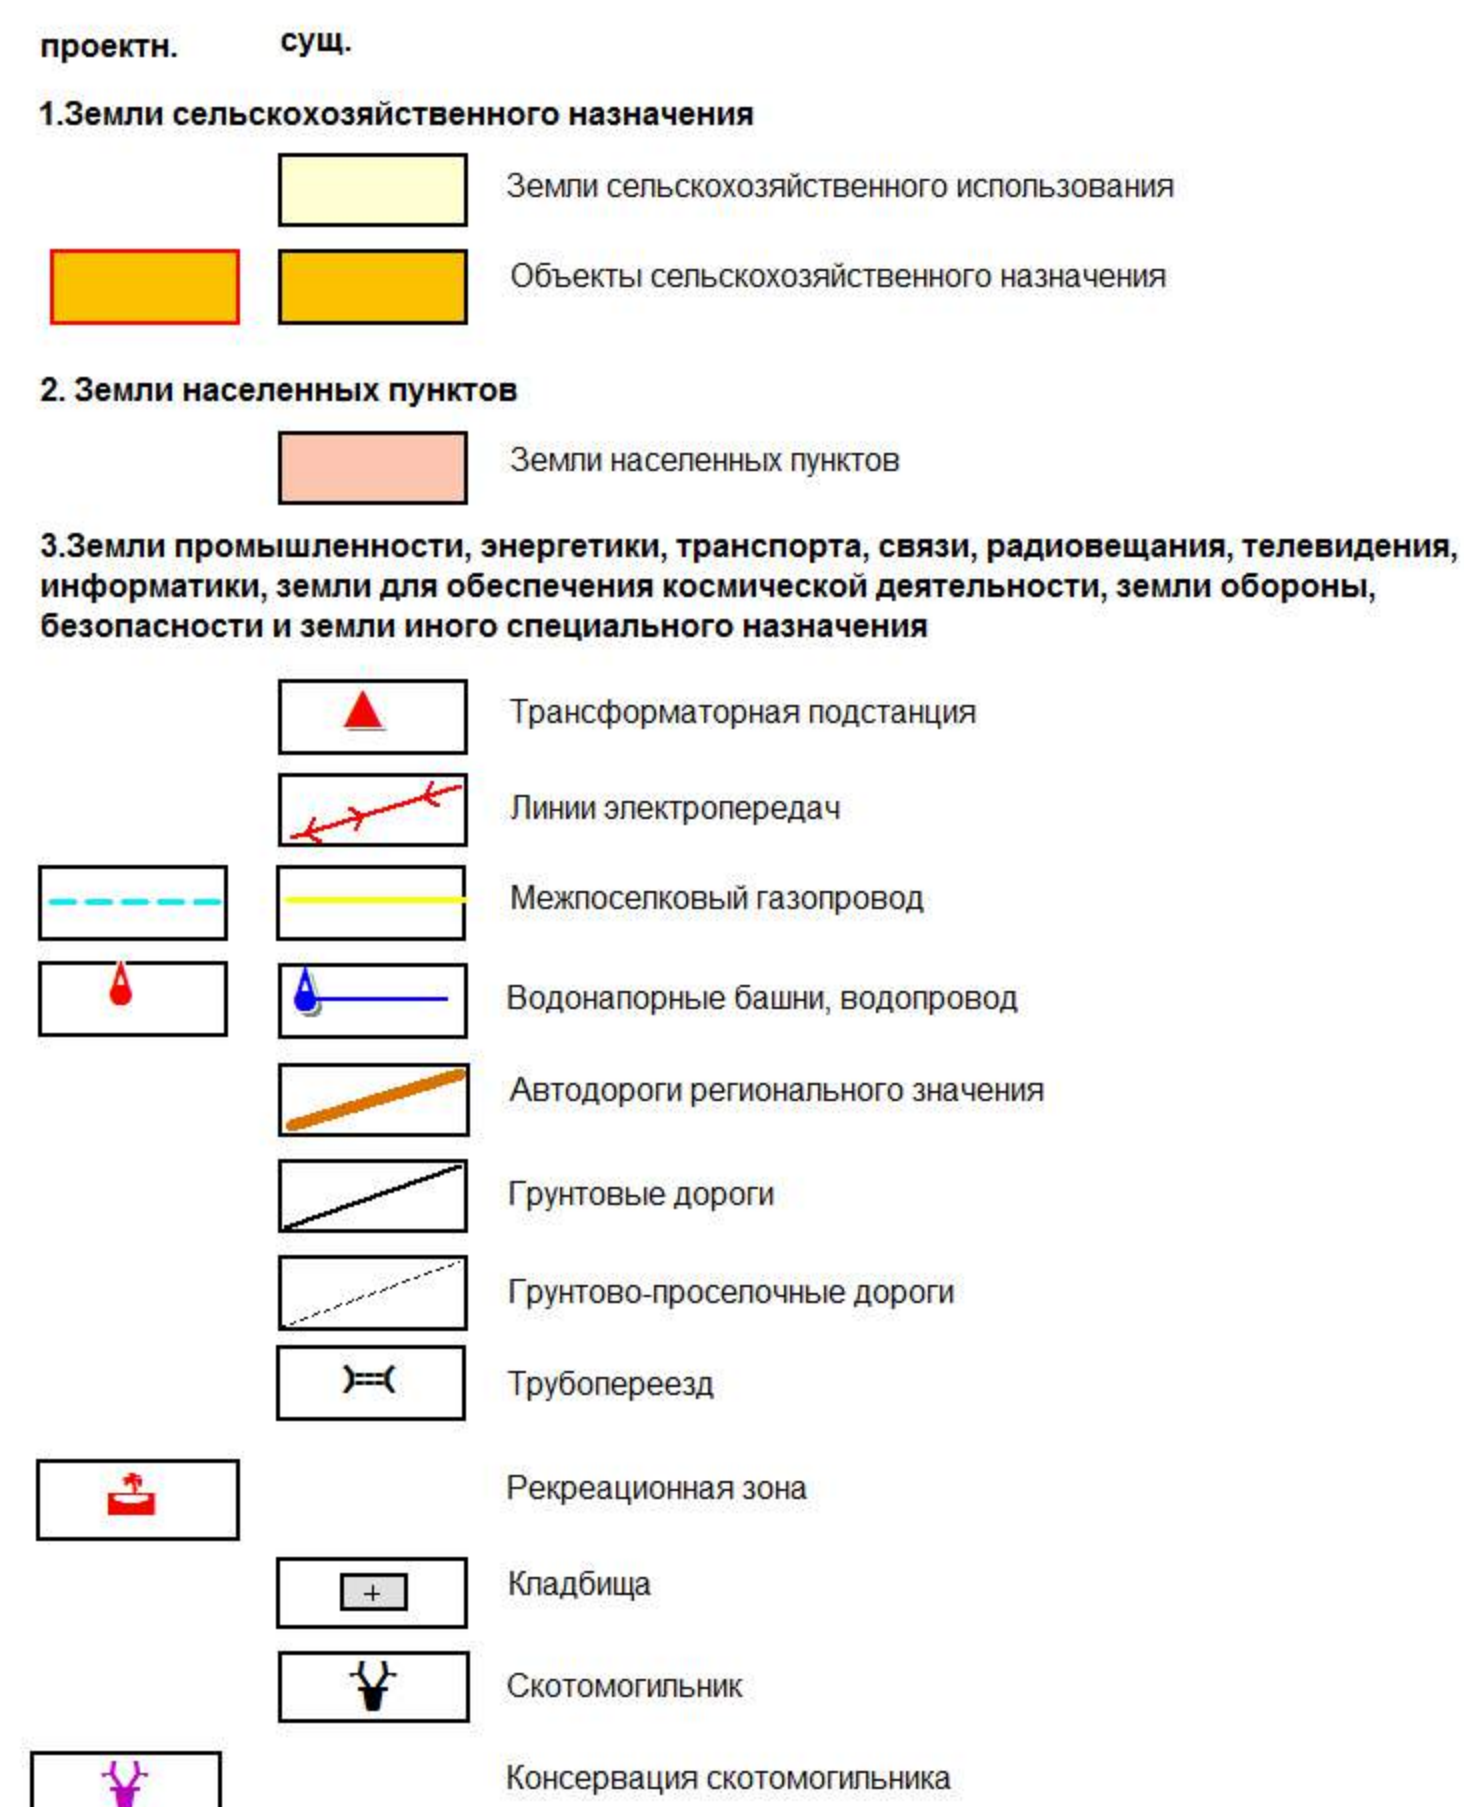 проектн. сущ.
1.Земли сельскохозяйственного назначения
Земли сельскохозяйственного использования
Объекты сельскохозяйственного назначения
2. Земли населенных пунктов
Земли населенных пунктов
3.Земли промышленности, энергетики, транспорта, связи, радиовещания, телевидения,
информатики, земли для обеспечения космической деятельности, земли обороны,
безопасности и земли иного специального назначения
Трансформаторная подстанция
Линии электропередач
Межпоселковый газопровод
Водонапорные башни, водопровод
Автодороги регионального значения
Грунтовые дороги
Грунтово-проселочные дороги
Трубопереезд
Рекреационная зона
Кладбища
Скотомогильник
Консервация скотомогильника